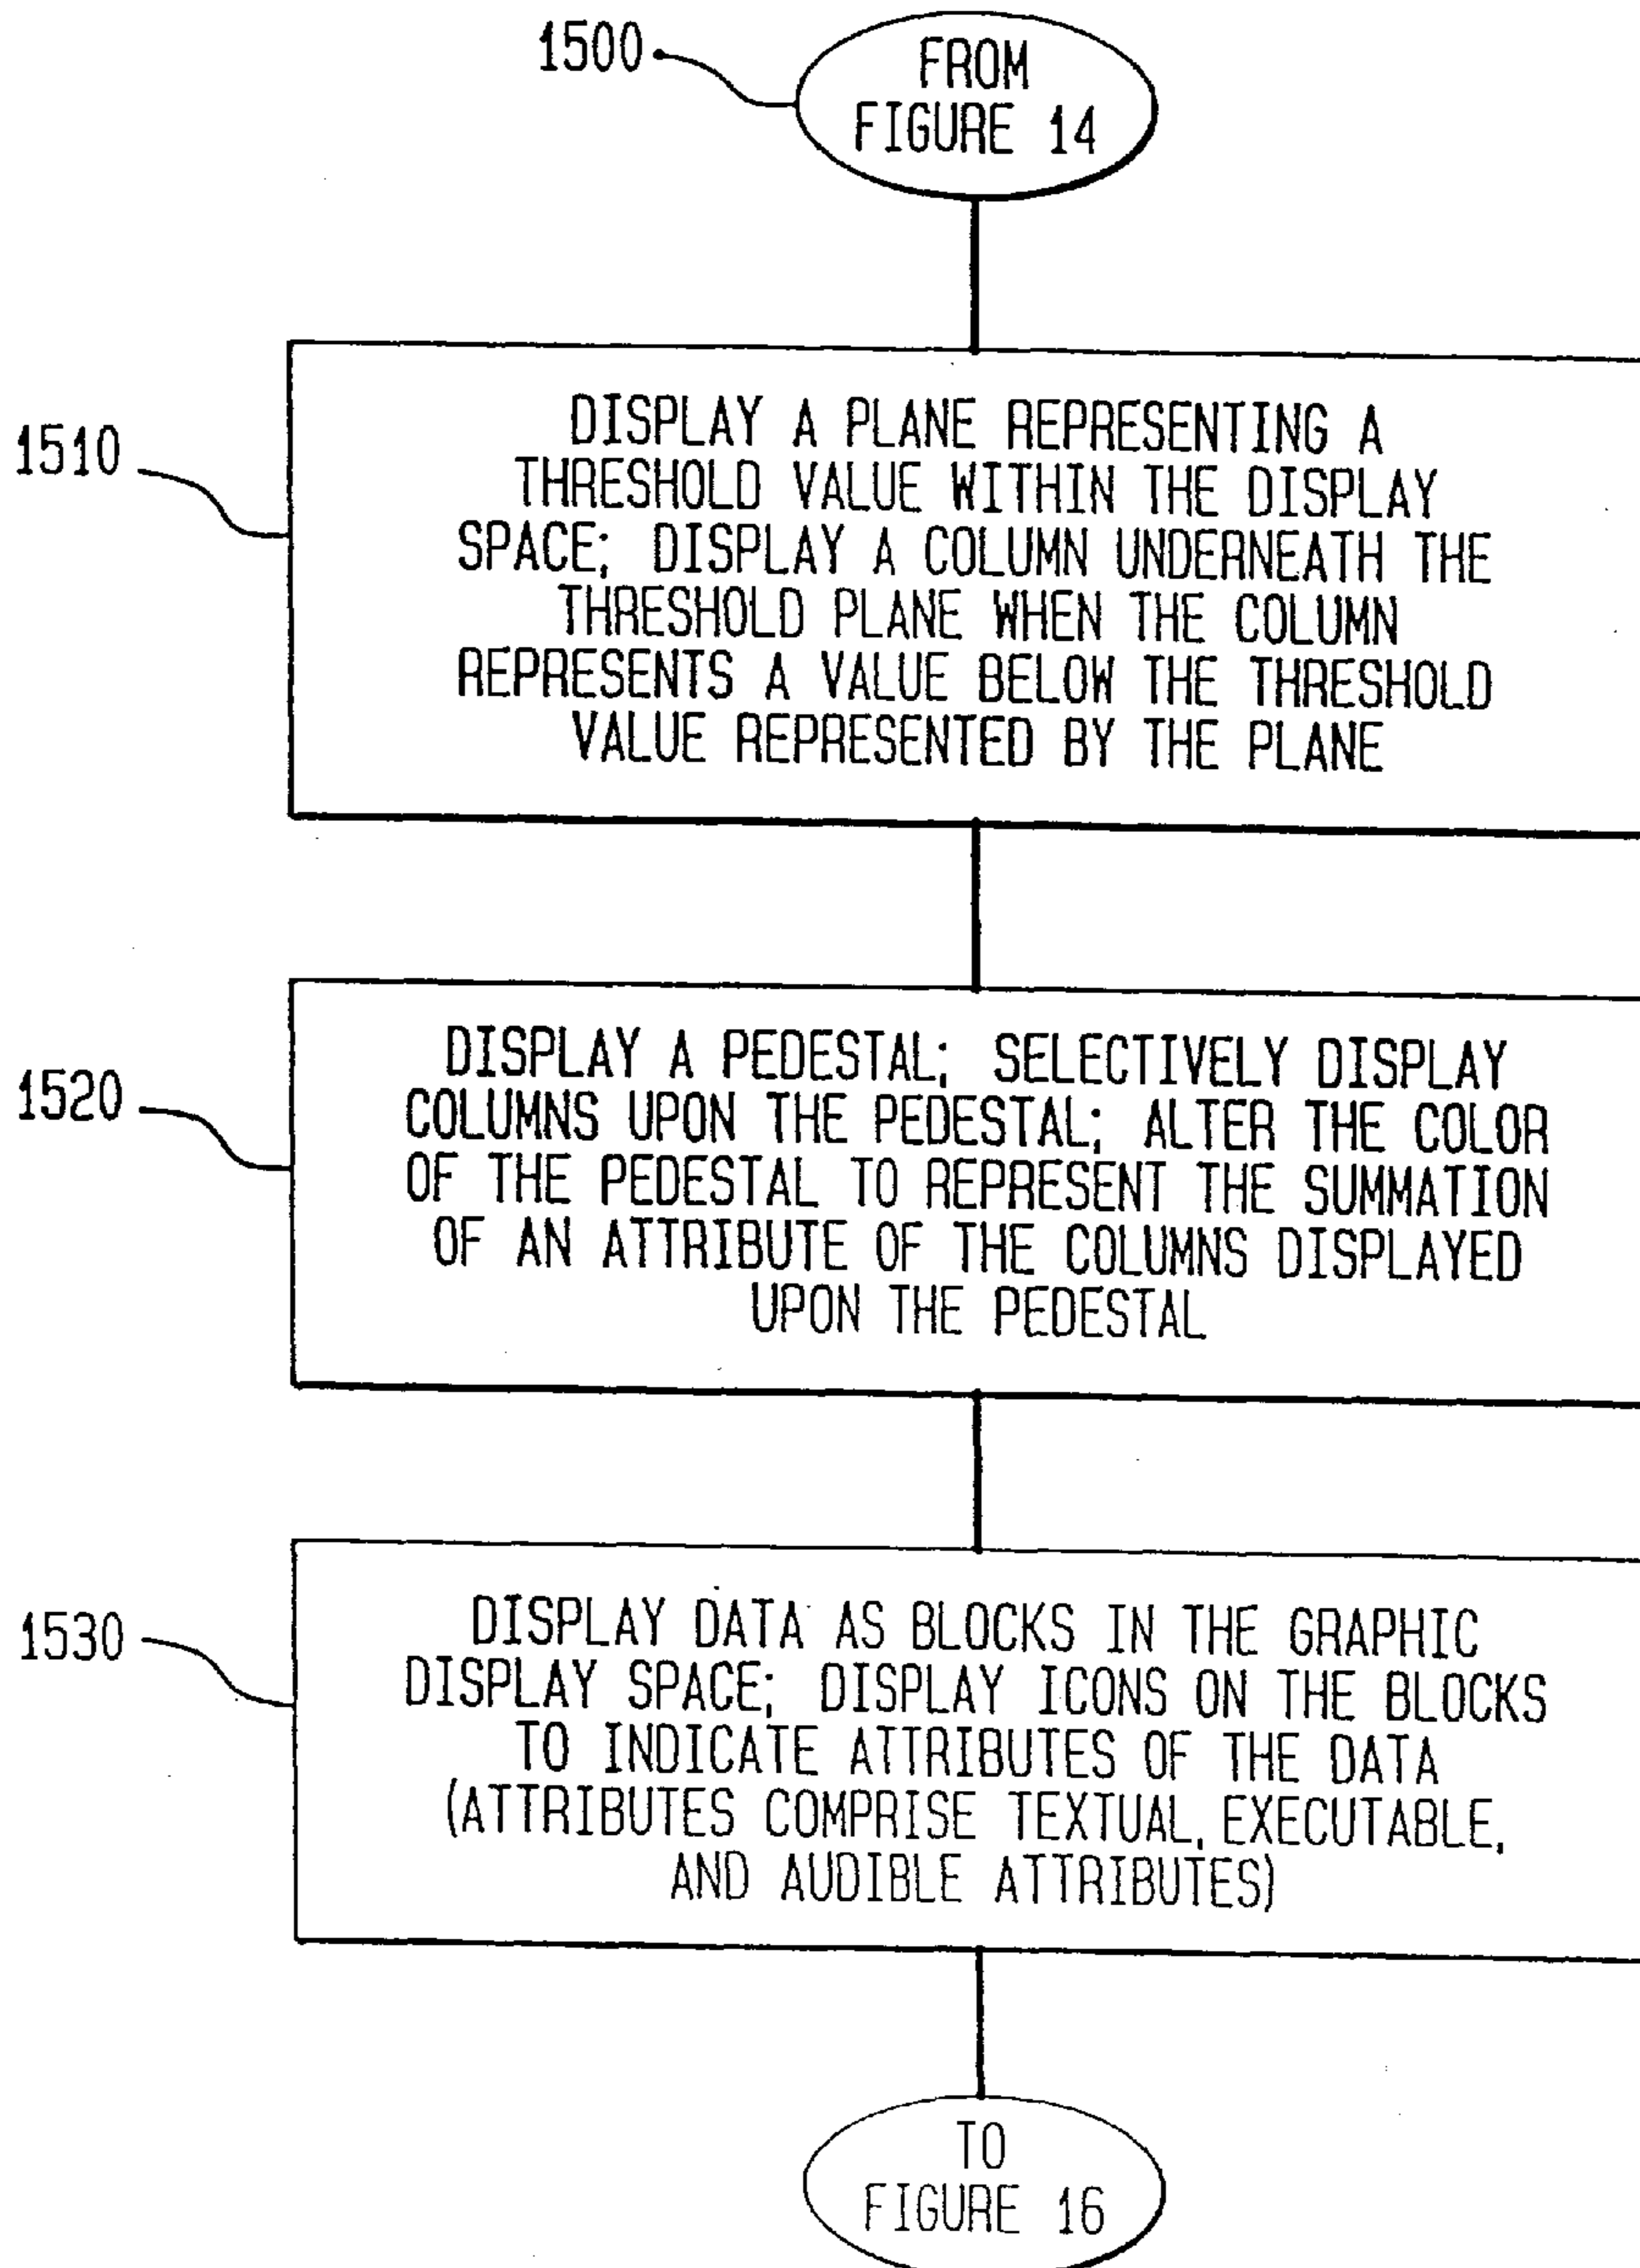 1500
FROM
FIGURE 14
1510
DISPLAY A PLANE REPRESENTING A
THRESHOLD VALUE WITHIN THE DISPLAY
SPACE; DISPLAY A COLUMN UNDERNEATH THE
THRESHOLD PLANE WHEN THE COLUMN
REPRESENTS A VALUE BELOW THE THRESHOLD
VALUE REPRESENTED BY THE PLANE
1520
DISPLAY A PEDESTAL; SELECTIVELY DISPLAY
COLUMNS UPON THE PEDESTAL; ALTER THE COLOR
OF THE PEDESTAL TO REPRESENT THE SUMMATION
OF AN ATTRIBUTE OF THE COLUMNS DISPLAYED
UPON THE PEDESTAL
1530
DISPLAY DATA AS BLOCKS IN THE GRAPHIC
DISPLAY SPACE; DISPLAY ICONS ON THE BLOCKS
TO INDICATE ATTRIBUTES OF THE DATA
(ATTRIBUTES COMPRISE TEXTUAL, EXECUTABLE,
AND AUDIBLE ATTRIBUTES)
TO
FIGURE 16